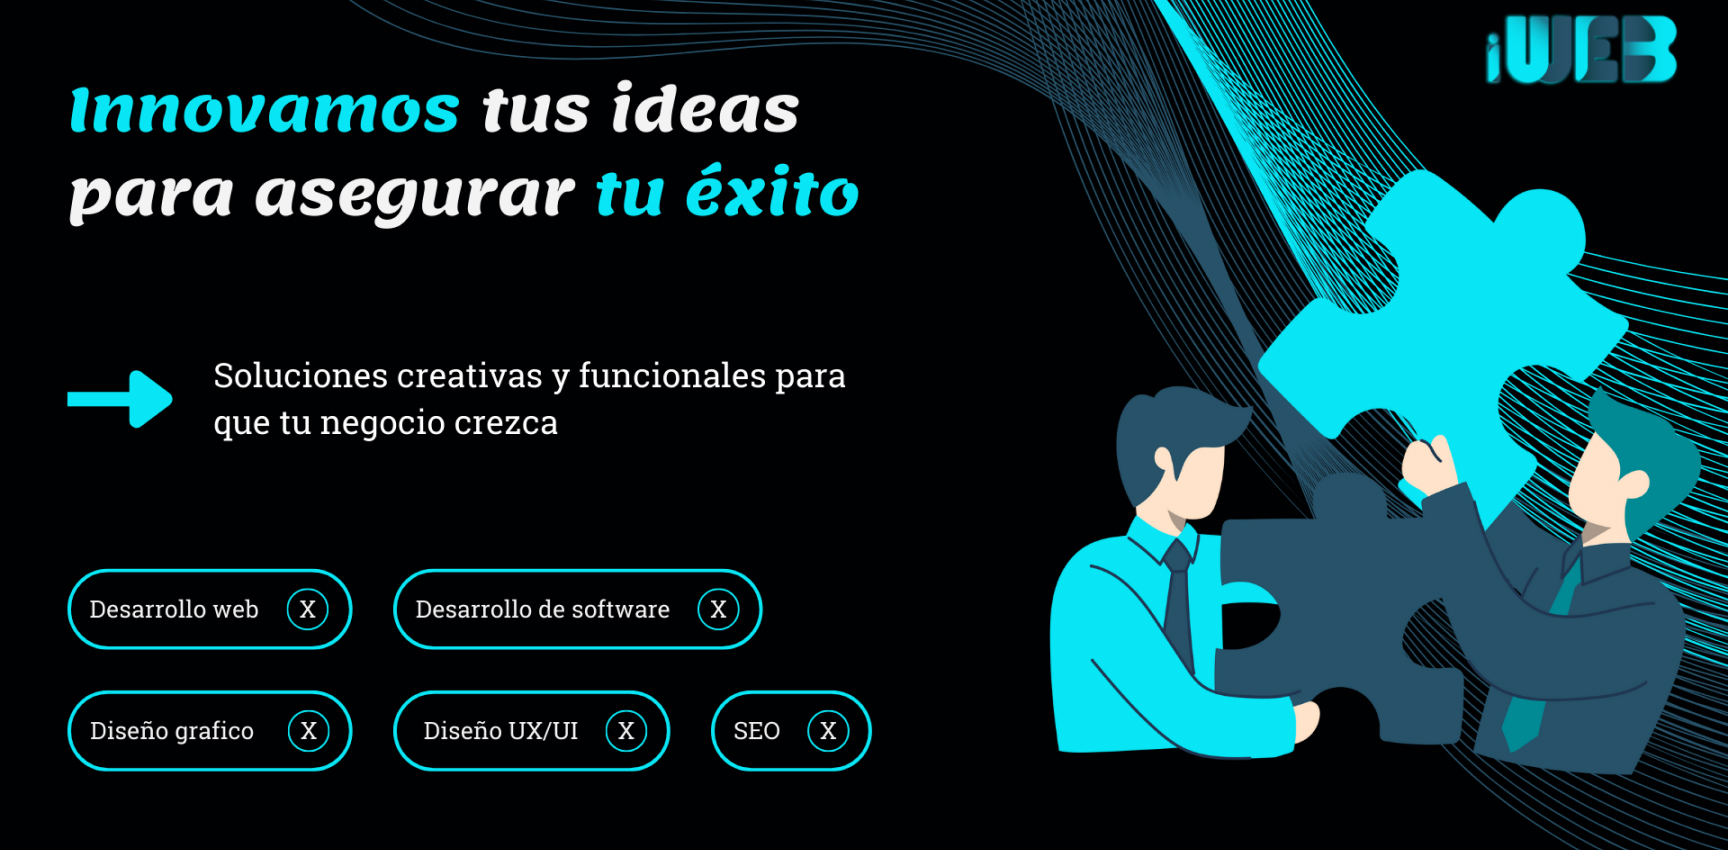 iWEB
Innovamos tus ideas
para asegurar tu éxito
Soluciones creativas y funcionales para
que tu negocio crezca
Desarrollo web X
Desarrollo de software X
Diseño grafico X
Diseño UX/UI X
SEO X